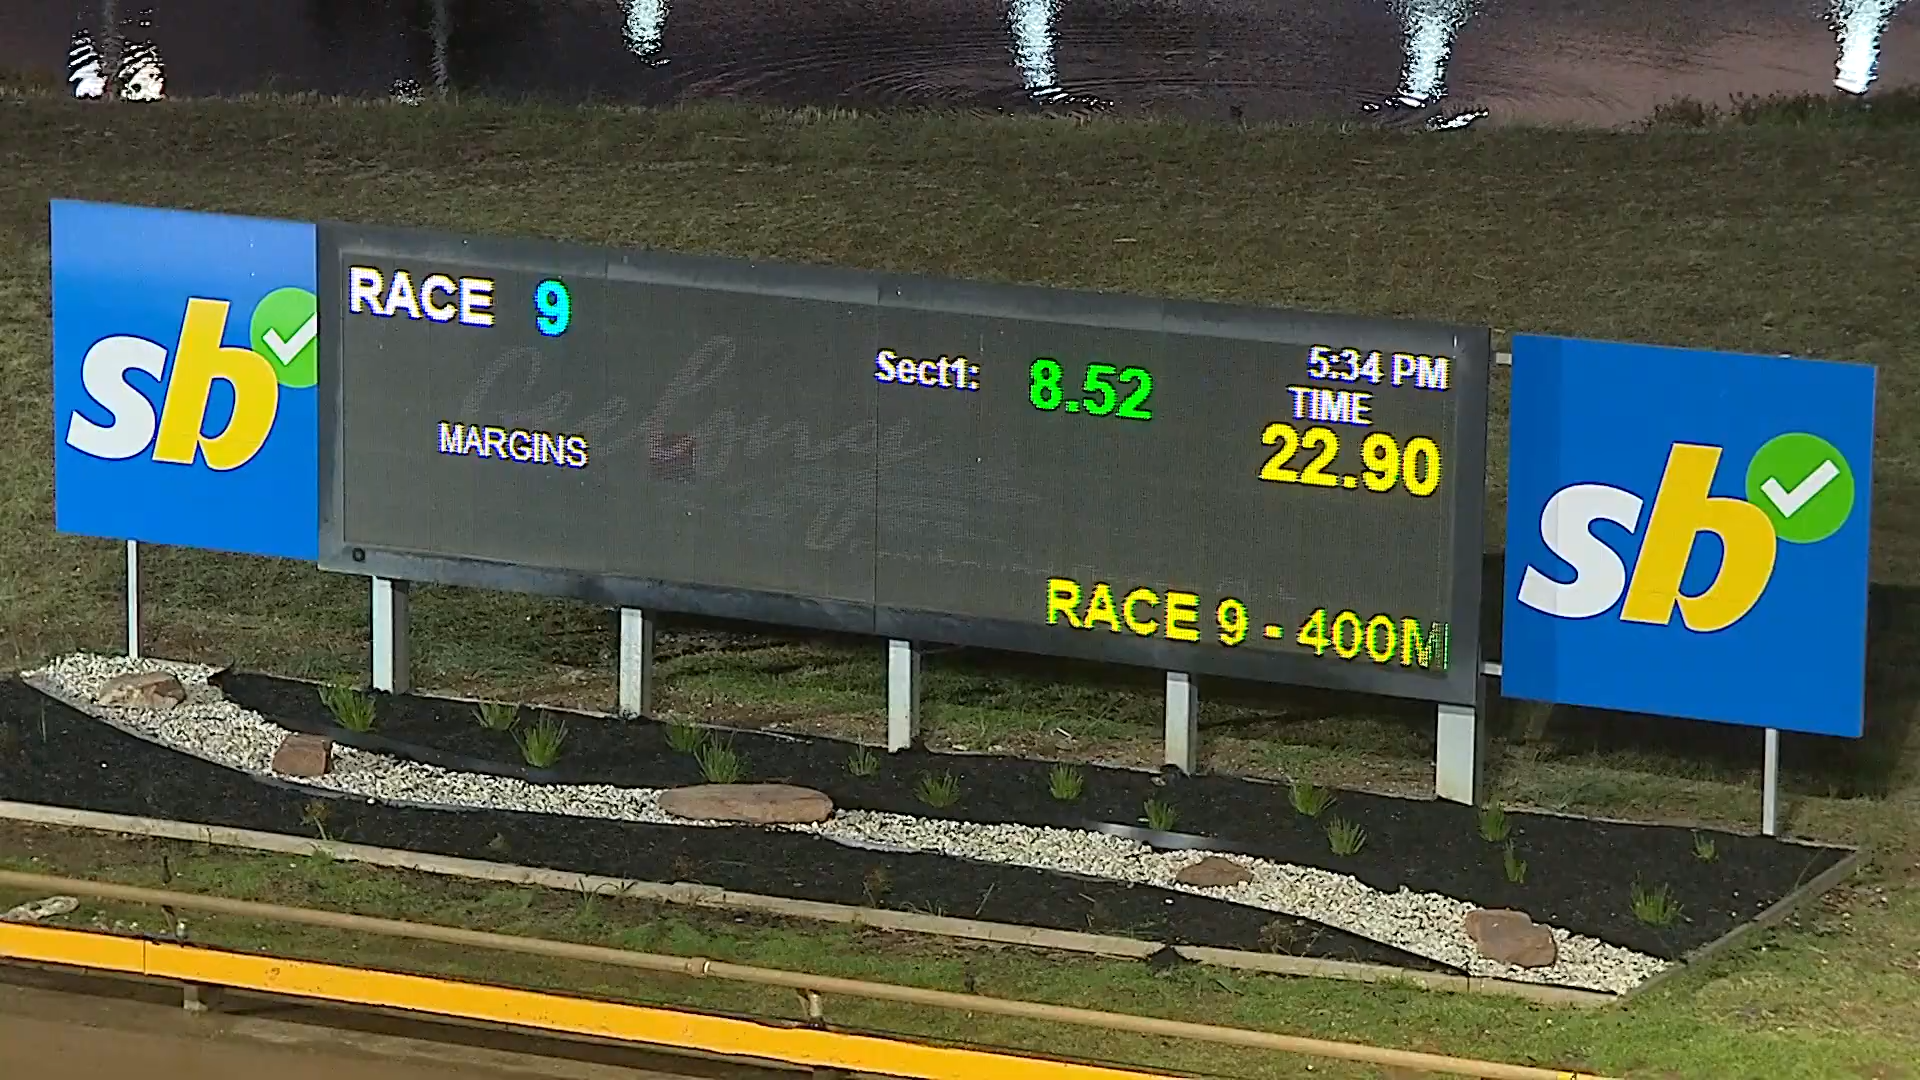 sb
RACE 9
Sect1: 8.52
5:34 PM
TIME
22.90
MARGINS
RACE 9 - 400M
sb